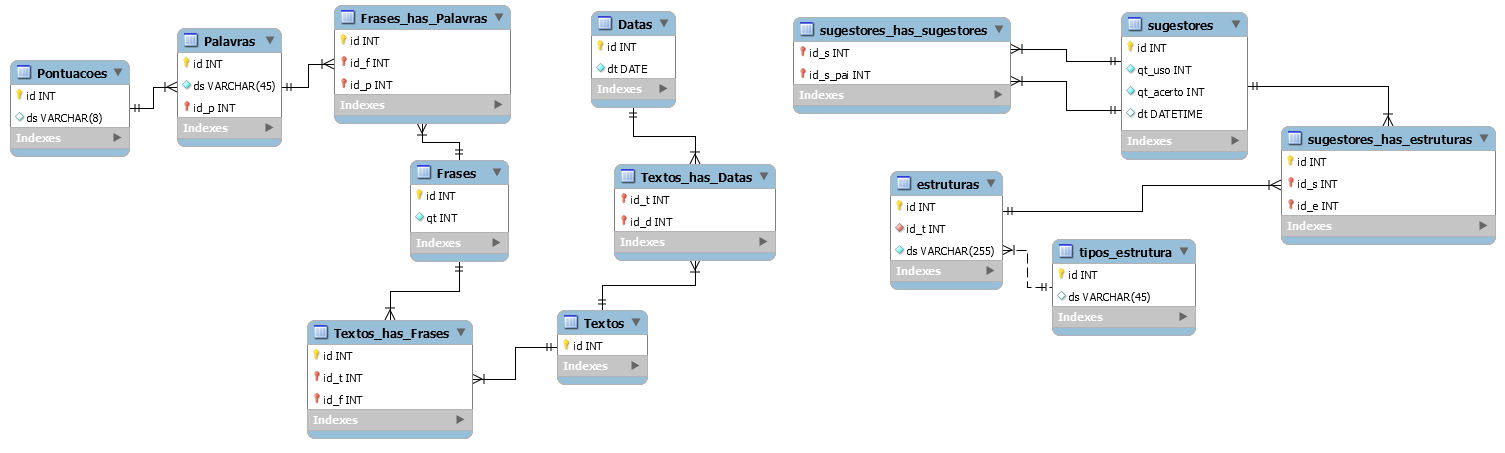 Pontuacoes
id INT
ds VARCHAR(8)
Indexes
Palavras
id INT
ds VARCHAR(45)
id_p INT
Indexes
Frases_has_Palavras
id INT
id_f INT
id_p INT
Indexes
Frases
id INT
qt INT
Indexes
Textos_has_Frases
id INT
id_t INT
id_f INT
Indexes
Datas
id INT
dt DATE
Indexes
Textos_has_Datas
id_t INT
id_d INT
Indexes
Textos
id INT
Indexes
sugestores_has_sugestores
id_s INT
id_s_pai INT
Indexes
sugestores
id INT
qt_uso INT
qt_acerto INT
dt DATETIME
Indexes
sugestores_has_estruturas
id INT
id_s INT
id_e INT
Indexes
estruturas
id INT
id_t INT
ds VARCHAR(255)
Indexes
tipos_estrutura
id INT
ds VARCHAR(45)
Indexes